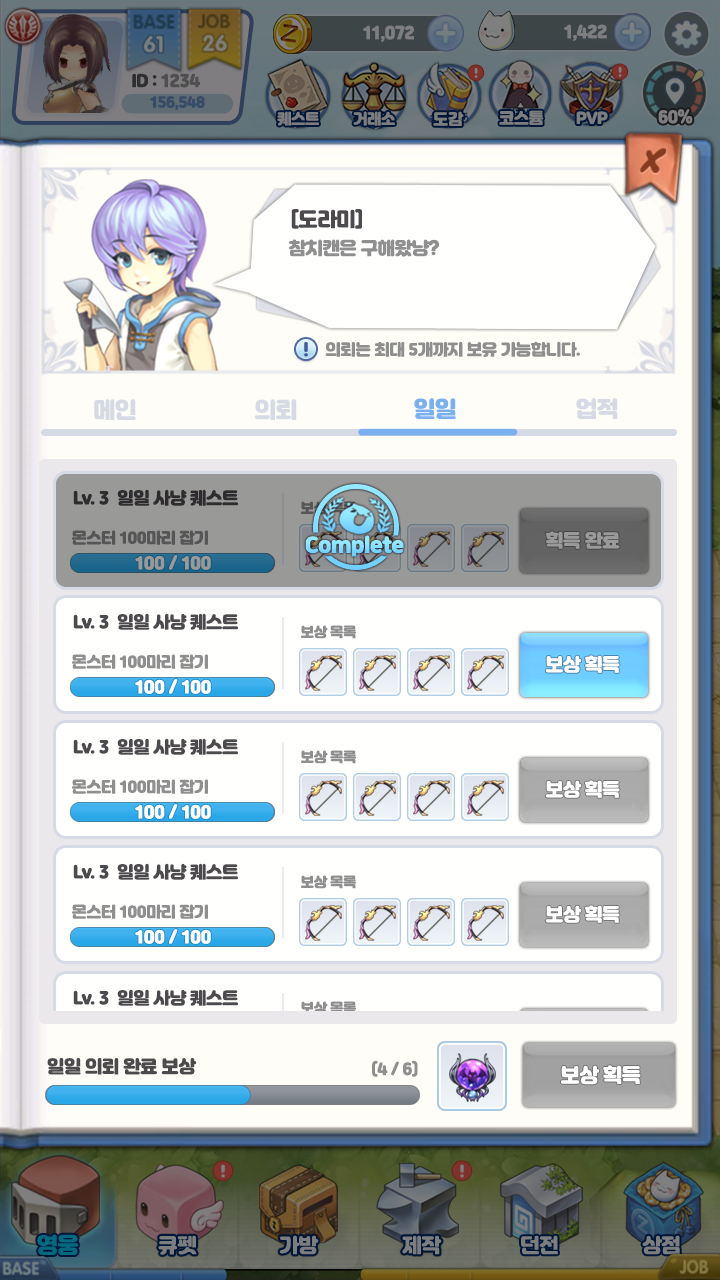 BASE
61
JOB
26
ID : 1234
156,548
11,072
1,422
퀘스트
거래소
도감
코스튬
PVP
60%
[도라미]
참치캔은 구해왔냥?
의뢰는 최대 5개까지 보유 가능합니다.
메인
의뢰
일일
업적
Lv. 3 일일 사냥 퀘스트
몬스터 100마리 잡기
100 / 100
Complete
획득 완료
Lv. 3 일일 사냥 퀘스트
몬스터 100마리 잡기
100 / 100
보상 목록
보상 획득
Lv. 3 일일 사냥 퀘스트
몬스터 100마리 잡기
100 / 100
보상 목록
보상 획득
Lv. 3 일일 사냥 퀘스트
몬스터 100마리 잡기
100 / 100
보상 목록
보상 획득
Lv. 3 일일 사냥 퀘스트
보상 목록
일일 의뢰 완료 보상
(4 / 6)
보상 획득
영웅
큐펫
가방
제작
던전
상점
BASE
JOB